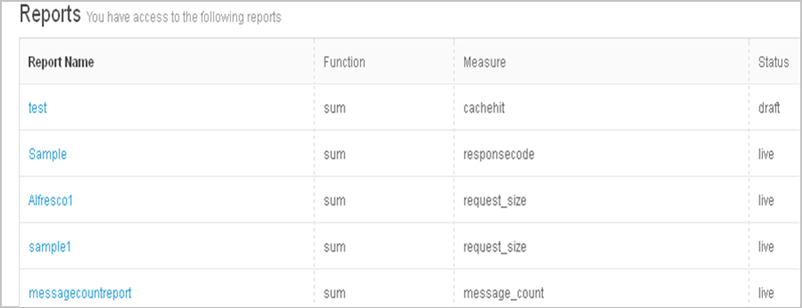 Reports You have access to the following reports
Report Name Function Measure Status
test sum cachehit draft
Sample sum responsecode live
Alfresco1 sum request_size live
sample1 sum request_size live
messagecountreport sum message_count live